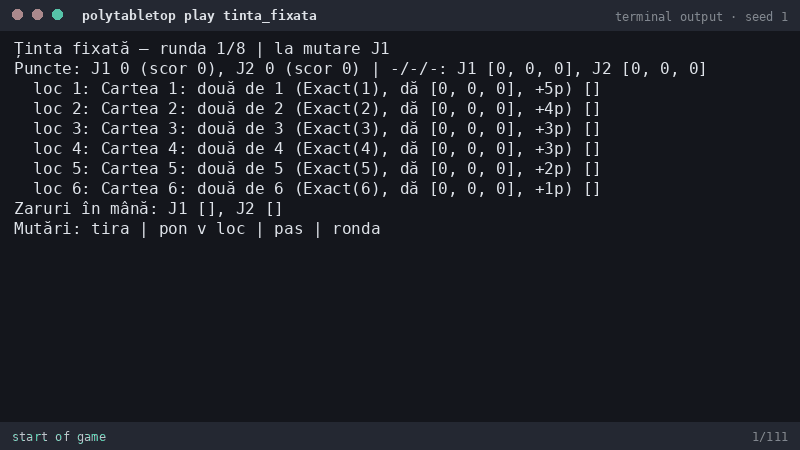 polytabletop play tinta_fixata
terminal output · seed 1
Ținta fixată — runda 1/8 | la mutare J1
Puncte: J1 0 (scor 0), J2 0 (scor 0) | -/-/-: J1 [0, 0, 0], J2 [0, 0, 0]
loc 1: Cartea 1: două de 1 (Exact(1), dă [0, 0, 0], +5p) []
loc 2: Cartea 2: două de 2 (Exact(2), dă [0, 0, 0], +4p) []
loc 3: Cartea 3: două de 3 (Exact(3), dă [0, 0, 0], +3p) []
loc 4: Cartea 4: două de 4 (Exact(4), dă [0, 0, 0], +3p) []
loc 5: Cartea 5: două de 5 (Exact(5), dă [0, 0, 0], +2p) []
loc 6: Cartea 6: două de 6 (Exact(6), dă [0, 0, 0], +1p) []
Zaruri în mână: J1 [], J2 []
Mutări: tira | pon v loc | pas | ronda
start of game
1/111